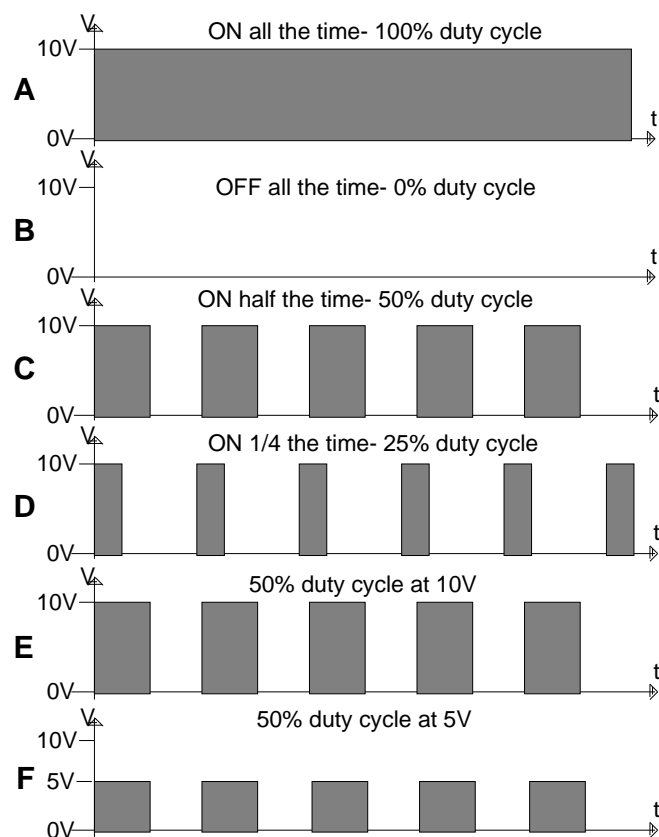 V
ON all the time- 100% duty cycle
10V
A
t
0V
V
OFF all the time- 0% duty cycle
10V
B
t
0V
V
ON half the time- 50% duty cycle
10V
C
t
0V
V
ON 1/4 the time- 25% duty cycle
10V
D
t
0V
V
50% duty cycle at 10V
10V
E
t
0V
V
50% duty cycle at 5V
10V
F
5V
t
0V